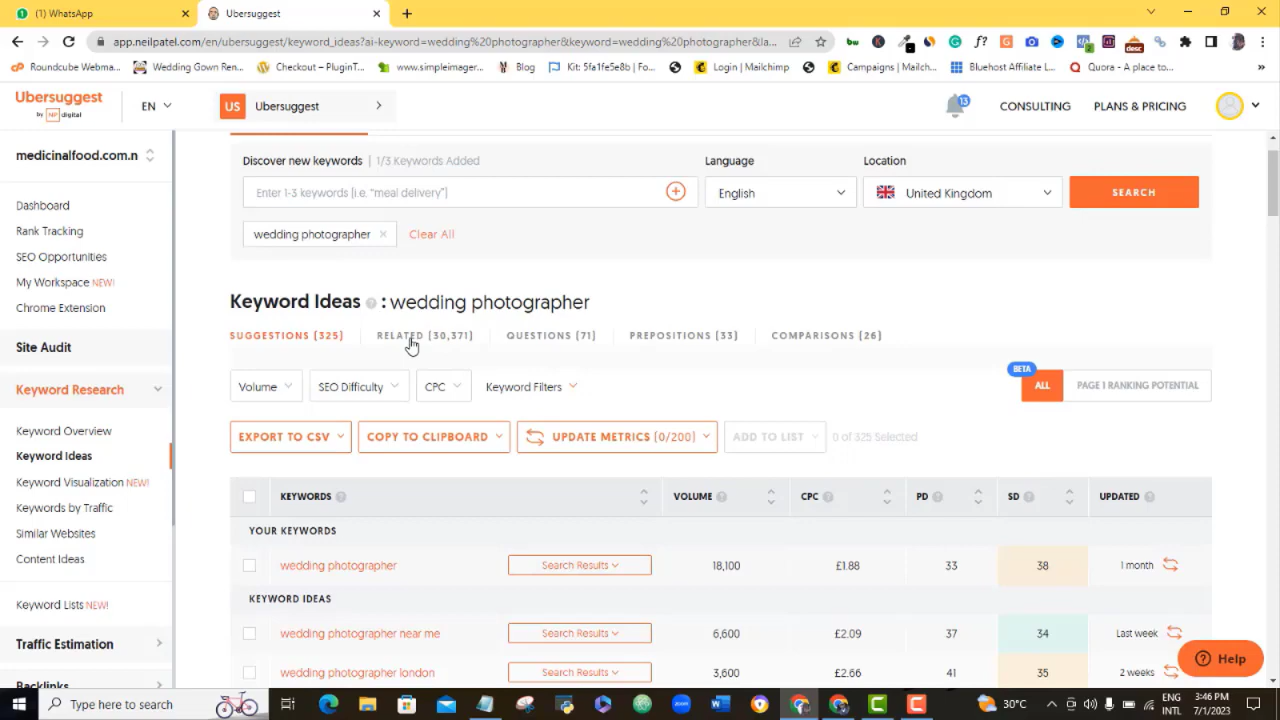 (1) WhatsApp
Ubersuggest
app.neilpatel.com/en/ubersuggest/keyword_ideas?ai-keyword=wedding%20photographer&keyword=wedding%20photographer&la...
Roundcube Webma...
Wedding Gown Ren...
Checkout – PluginT...
www.simpleimager...
Blog
Kit: 5fa1fe5e8b | Fo...
Login | Mailchimp
Campaigns | Mailch...
Bluehost Affiliate L...
Quora - A place to...
»
Ubersuggest
by NP digital
EN
US Ubersuggest
13
CONSULTING
PLANS & PRICING
medicinalfood.com.n
Dashboard
Rank Tracking
SEO Opportunities
My Workspace NEW!
Chrome Extension
Site Audit
Keyword Research
Keyword Overview
Keyword Ideas
Keyword Visualization NEW!
Keywords by Traffic
Similar Websites
Content Ideas
Keyword Lists NEW!
Traffic Estimation
Backlinks
Discover new keywords | 1/3 Keywords Added
Language
Location
Enter 1-3 keywords (i.e. "meal delivery")
English
United Kingdom
SEARCH
wedding photographer ×
Clear All
Keyword Ideas ? : wedding photographer
SUGGESTIONS (325)
RELATED (30,371)
QUESTIONS (71)
PREPOSITIONS (33)
COMPARISONS (26)
Volume
SEO Difficulty
CPC
Keyword Filters
BETA
ALL
PAGE 1 RANKING POTENTIAL
EXPORT TO CSV
COPY TO CLIPBOARD
UPDATE METRICS (0/200)
ADD TO LIST
0 of 325 Selected
KEYWORDS ? VOLUME ? CPC ? PD ? SD ? UPDATED ?
YOUR KEYWORDS
wedding photographer Search Results 18,100 £1.88 33 38 1 month
KEYWORD IDEAS
wedding photographer near me Search Results 6,600 £2.09 37 34 Last week
wedding photographer london Search Results 3,600 £2.66 41 35 2 weeks
? Help
Type here to search
30°C
ENG
INTL
3:46 PM
7/1/2023